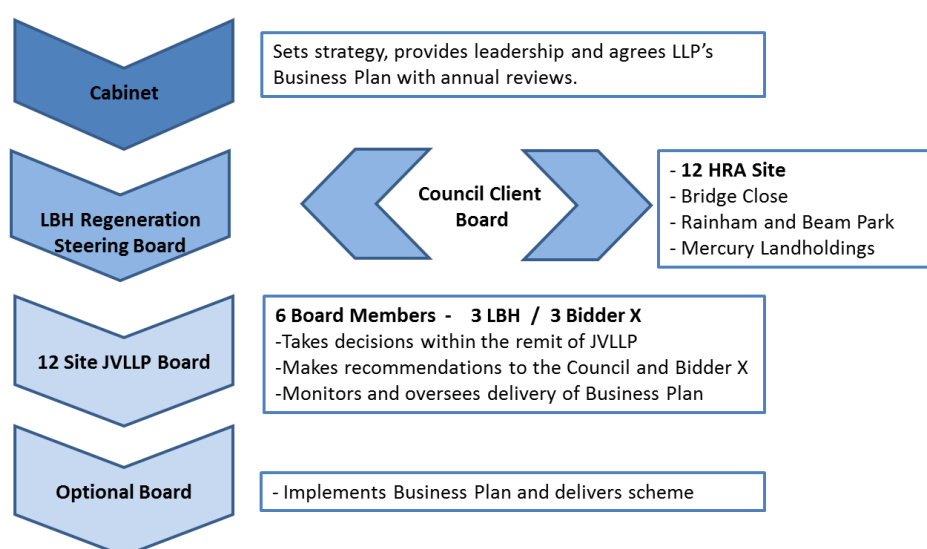 Cabinet
Sets strategy, provides leadership and agrees LLP's
Business Plan with annual reviews.
LBH Regeneration
Steering Board
Council Client
Board
- 12 HRA Site
- Bridge Close
- Rainham and Beam Park
- Mercury Landholdings
12 Site JVLLP Board
6 Board Members - 3 LBH / 3 Bidder X
-Takes decisions within the remit of JVLLP
-Makes recommendations to the Council and Bidder X
-Monitors and oversees delivery of Business Plan
Optional Board
- Implements Business Plan and delivers scheme